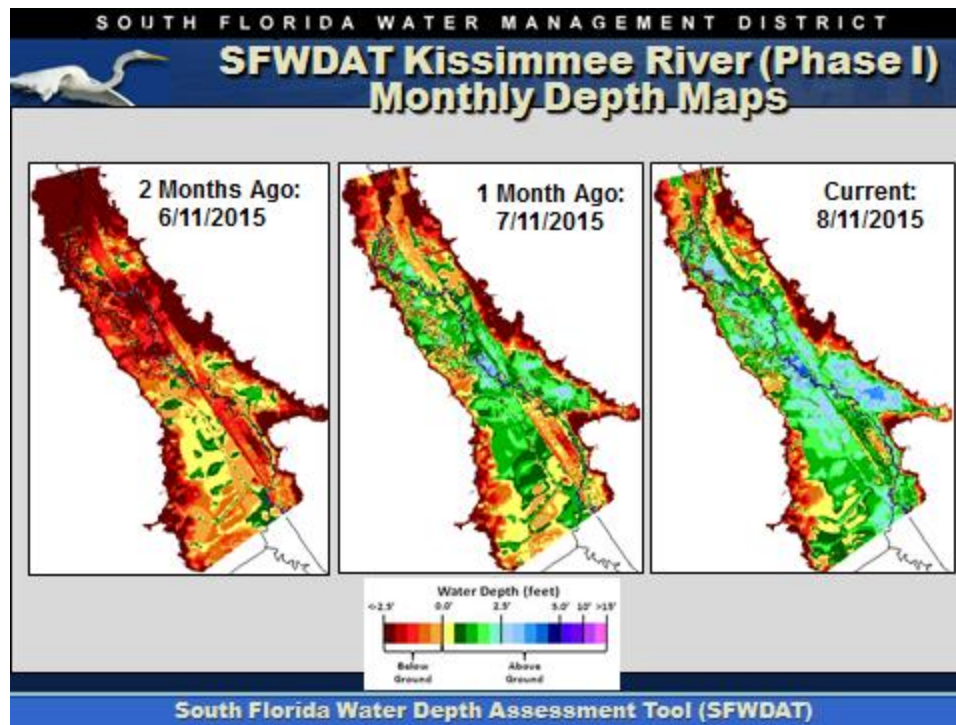 SOUTH FLORIDA WATER MANAGEMENT DISTRICT
SFWDAT Kissimmee River (Phase I)
Monthly Depth Maps
2 Months Ago:
6/11/2015
1 Month Ago:
7/11/2015
Current:
8/11/2015
Water Depth (feet)
<-2.5' 0.0' 2.5' 5.0' 10' >15'
Below
Ground
Above
Ground
South Florida Water Depth Assessment Tool (SFWDAT)